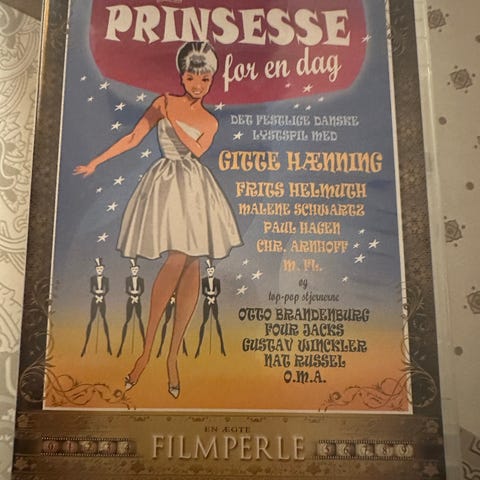 PRINSESSE
for en dag
DET FESTLIGE DANSKE
LYSTSPIL MED
GITTE HÆNNING
FRITS HELMUTH
MALENE SCHWARTZ
PAUL HAGEN
CHR. ARNHOFF
M. FL.
og
top-pop stjernerne
OTTO BRANDENBURG
FOUR JACKS
GUSTAV WINCKLER
NAT RUSSEL
O.M.A.
EN ÆGTE
FILMPERLE